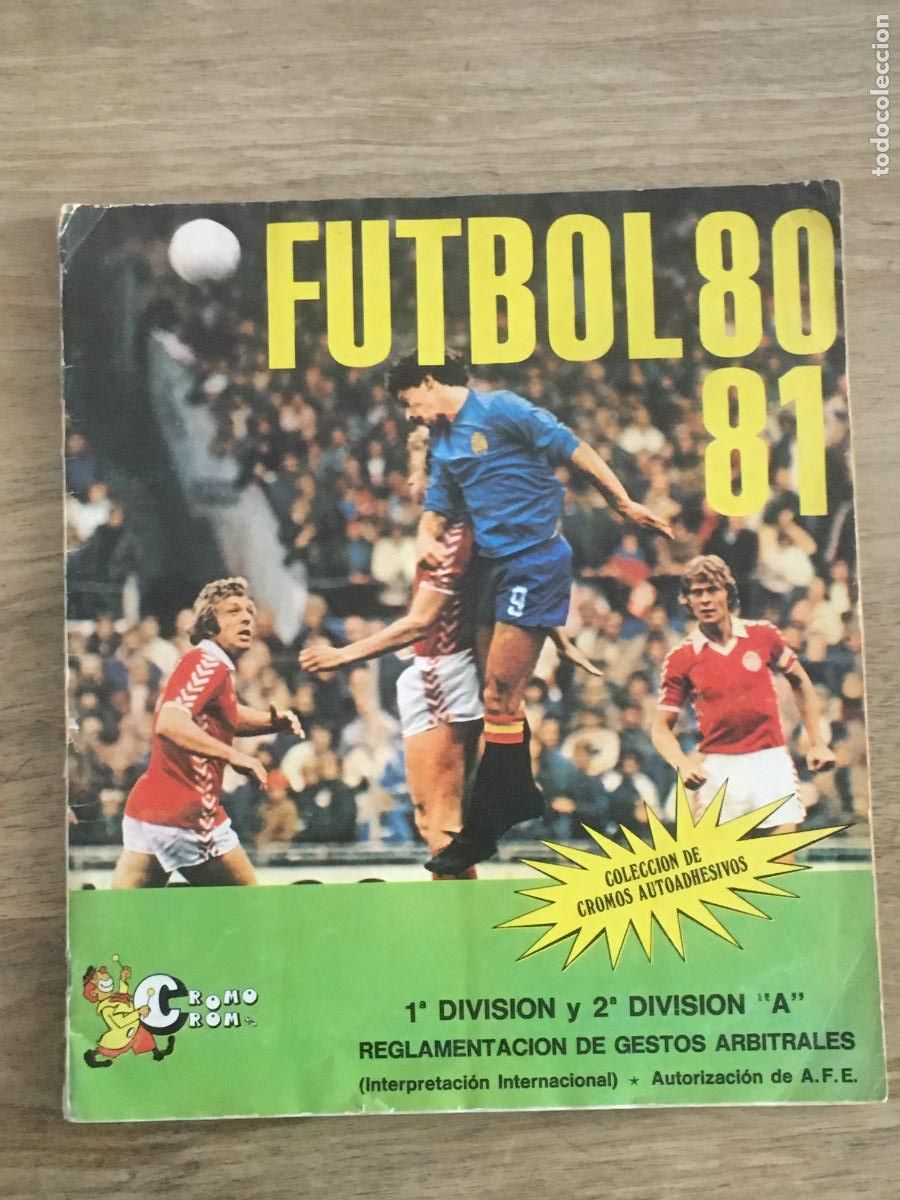 todocoleccion
FUTBOL 80
81
9
COLECCION DE
CROMOS AUTOADHESIVOS
CROMO
CROM
1ª DIVISION y 2ª DIVISION "A"
REGLAMENTACION DE GESTOS ARBITRALES
(Interpretación Internacional) ★ Autorización de A.F.E.